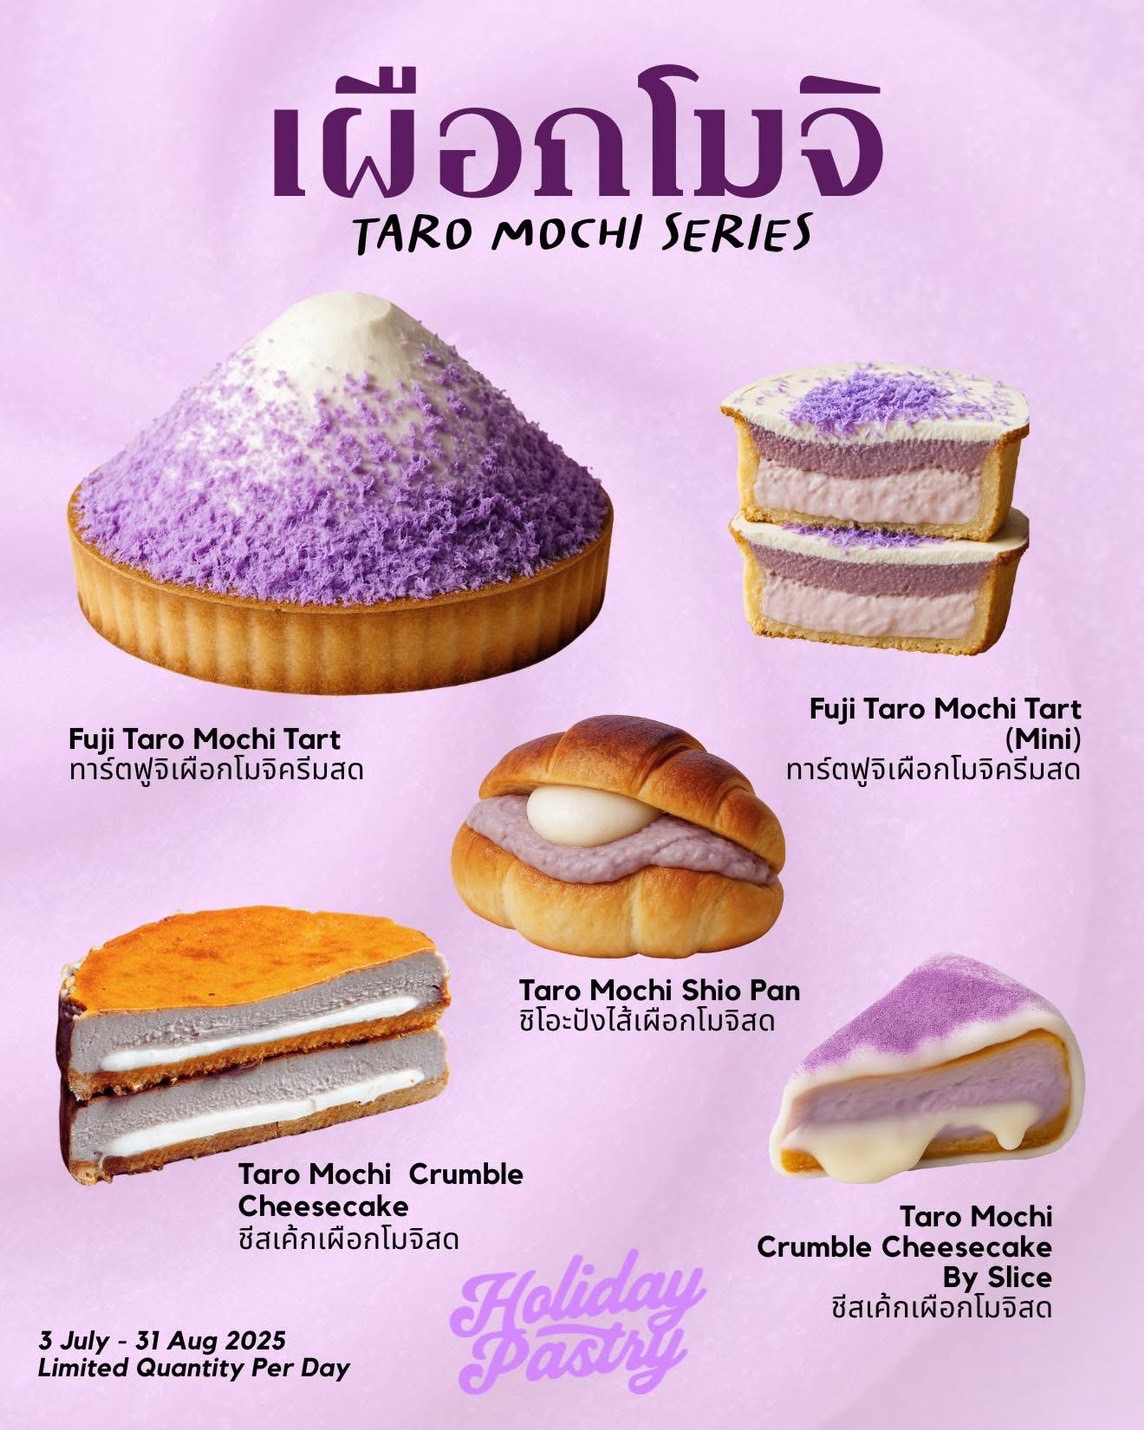 เผือกโมจิ
TARO MOCHI SERIES
Fuji Taro Mochi Tart
ทาร์ตฟูจิเผือกโมจิครีมสด
Fuji Taro Mochi Tart
(Mini)
ทาร์ตฟูจิเผือกโมจิครีมสด
Taro Mochi Shio Pan
ชิโอะปังไส้เผือกโมจิสด
Taro Mochi Crumble
Cheesecake
ชีสเค้กเผือกโมจิสด
Taro Mochi
Crumble Cheesecake
By Slice
ชีสเค้กเผือกโมจิสด
3 July - 31 Aug 2025
Limited Quantity Per Day
Holiday
Pastry